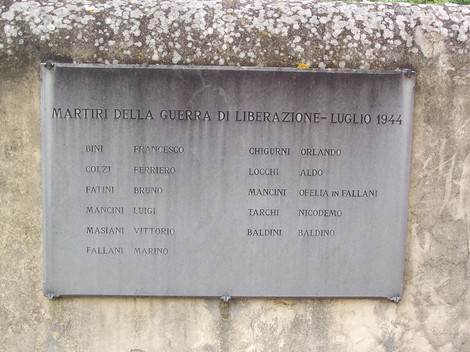 MARTIRI DELLA GUERRA DI LIBERAZIONE - LUGLIO 1944
BINI FRANCESCO
COLZI FERRIERO
FATINI BRUNO
MANCINI LUIGI
MASIANI VITTORIO
FALLANI MARINO
CHIGURNI ORLANDO
LOCCHI ALDO
MANCINI OFELIA IN FALLANI
TARCHI NICODEMO
BALDINI BALDINO